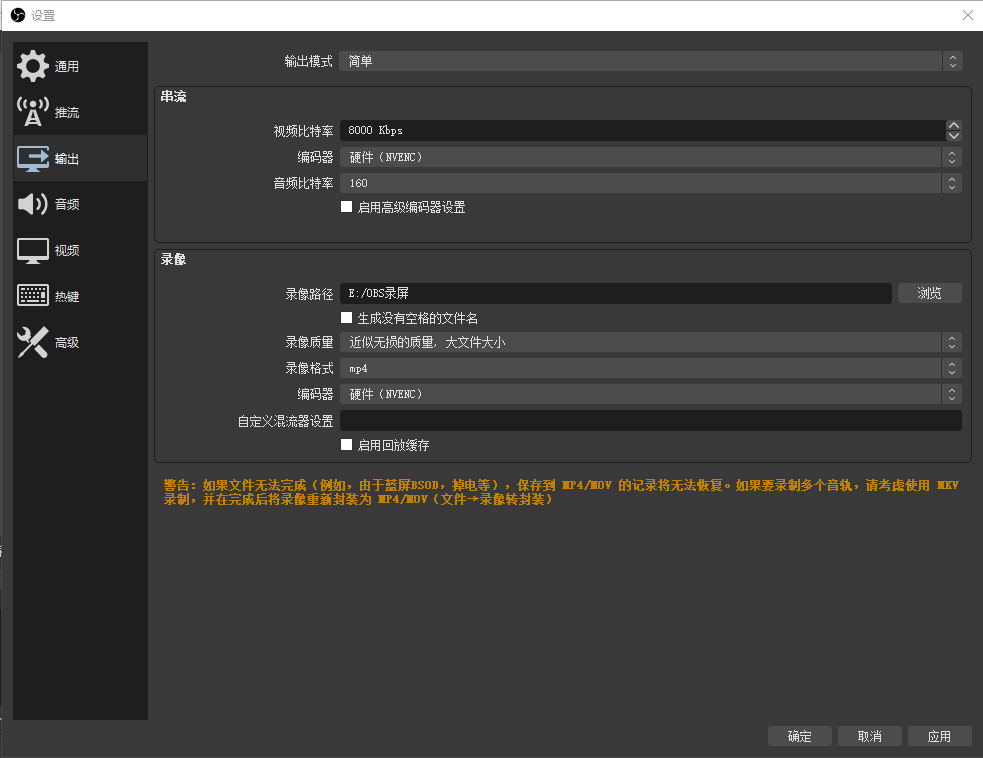 设置
通用
推流
输出
音频
视频
热键
高级
输出模式 简单
串流
视频比特率 8000 Kbps
编码器 硬件（NVENC）
音频比特率 160
启用高级编码器设置
录像
录像路径 E:/OBS录屏 浏览
生成没有空格的文件名
录像质量 近似无损的质量，大文件大小
录像格式 mp4
编码器 硬件（NVENC）
自定义混流器设置
启用回放缓存
警告：如果文件无法完成（例如，由于蓝屏BSOD，掉电等），保存到 MP4/MOV 的记录将无法恢复。如果要录制多个音轨，请考虑使用 MKV
录制，并在完成后将录像重新封装为 MP4/MOV（文件→录像转封装）
确定 取消 应用